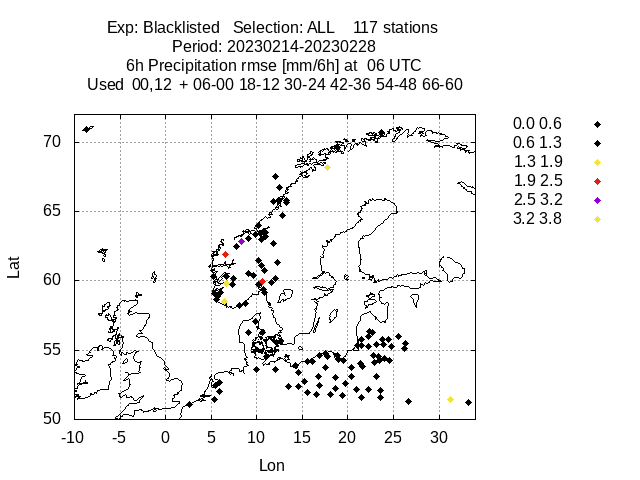 Exp: Blacklisted Selection: ALL 117 stations
Period: 20230214-20230228
6h Precipitation rmse [mm/6h] at 06 UTC
Used 00,12 + 06-00 18-12 30-24 42-36 54-48 66-60
0.0 0.6
0.6 1.3
1.3 1.9
1.9 2.5
2.5 3.2
3.2 3.8
70
65
60
55
50
Lat
-10 -5 0 5 10 15 20 25 30
Lon